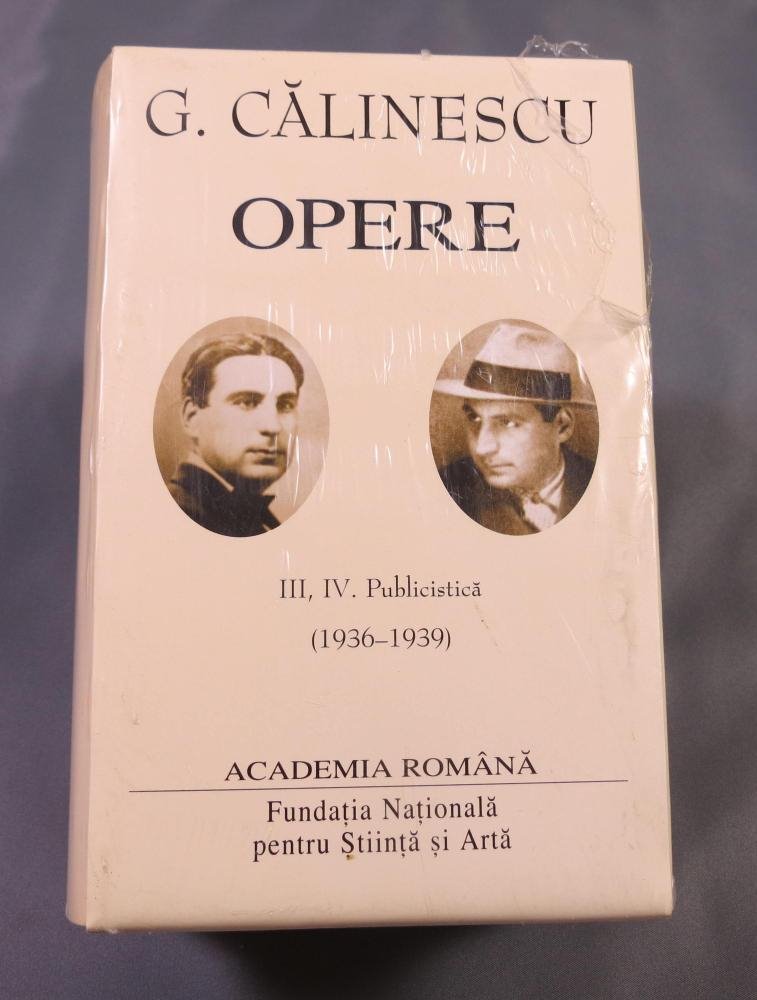 G. CĂLINESCU
OPERE
III, IV. Publicistică
(1936–1939)
ACADEMIA ROMÂNĂ
Fundația Națională
pentru Știință și Artă